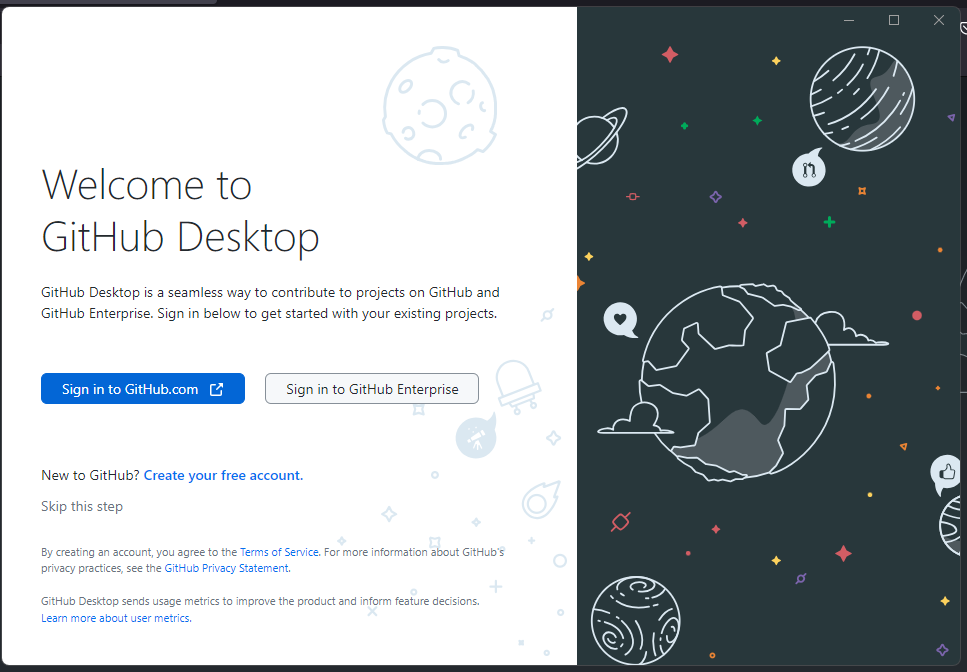 Welcome to
GitHub Desktop
GitHub Desktop is a seamless way to contribute to projects on GitHub and
GitHub Enterprise. Sign in below to get started with your existing projects.
Sign in to GitHub.com
Sign in to GitHub Enterprise
New to GitHub? Create your free account.
Skip this step
By creating an account, you agree to the Terms of Service. For more information about GitHub's
privacy practices, see the GitHub Privacy Statement.
GitHub Desktop sends usage metrics to improve the product and inform feature decisions.
Learn more about user metrics.